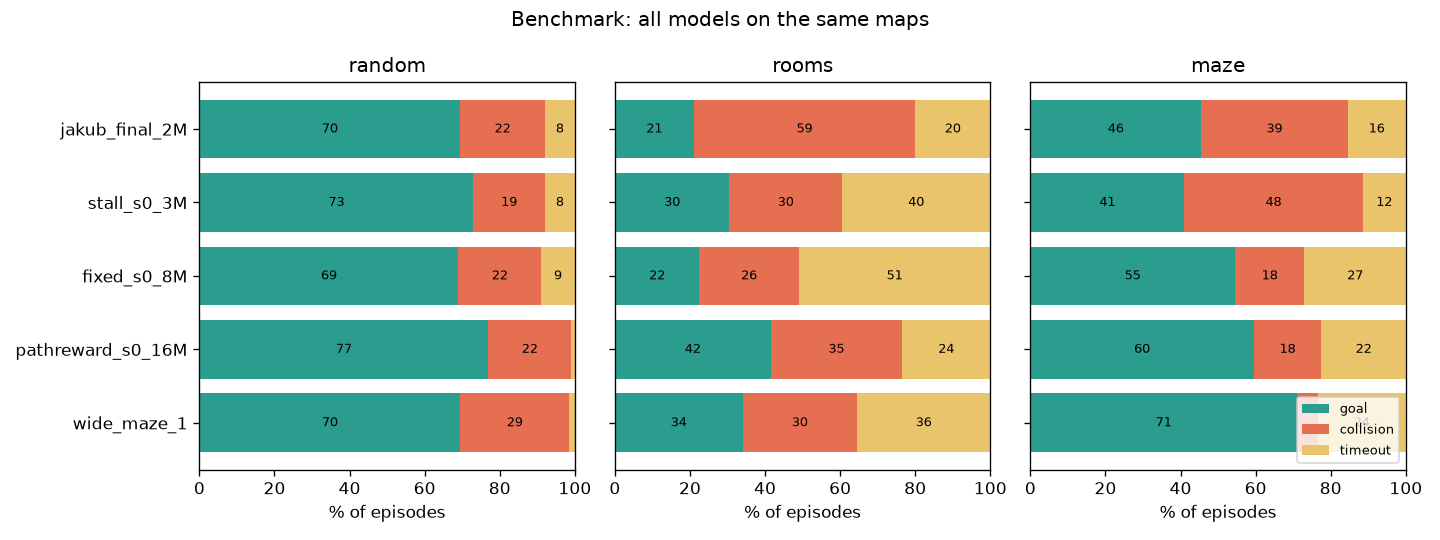 Benchmark: all models on the same maps
random
rooms
maze
jakub_final_2M
70 22 8
21 59 20
46 39 16
stall_s0_3M
73 19 8
30 30 40
41 48 12
fixed_s0_8M
69 22 9
22 26 51
55 18 27
pathreward_s0_16M
77 22
42 35 24
60 18 22
wide_maze_1
70 29
34 30 36
71
goal
collision
timeout
0 20 40 60 80 100
0 20 40 60 80 100
0 20 40 60 80 100
% of episodes
% of episodes
% of episodes